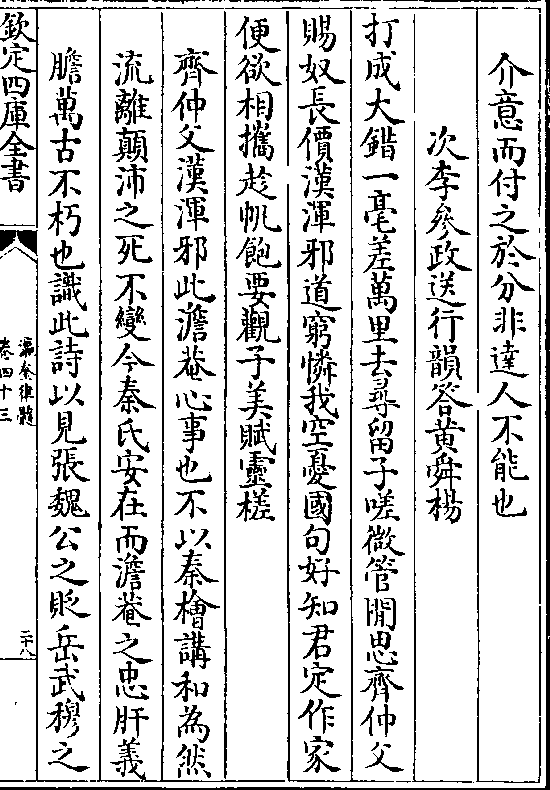 介意而付之於分非達人不能也
次李參政送行韻答黄舜楊
打成大錯一毫差萬里去尋留子嗟微管閒思齊仲父
賜奴長價漢渾邪道窮憐我空憂國句好知君定作家
便欲相攜趁帆飽要觀子美賦靈槎
齊仲父漢渾邪此澹菴心事也不以秦檜講和為然
流離顛沛之死不變今秦氏安在而澹菴之忠肝義
膽萬古不朽也識此詩以見張魏公之貶岳武穆之
欽定四庫全書
瀛奎律髓
卷四十三
二十八